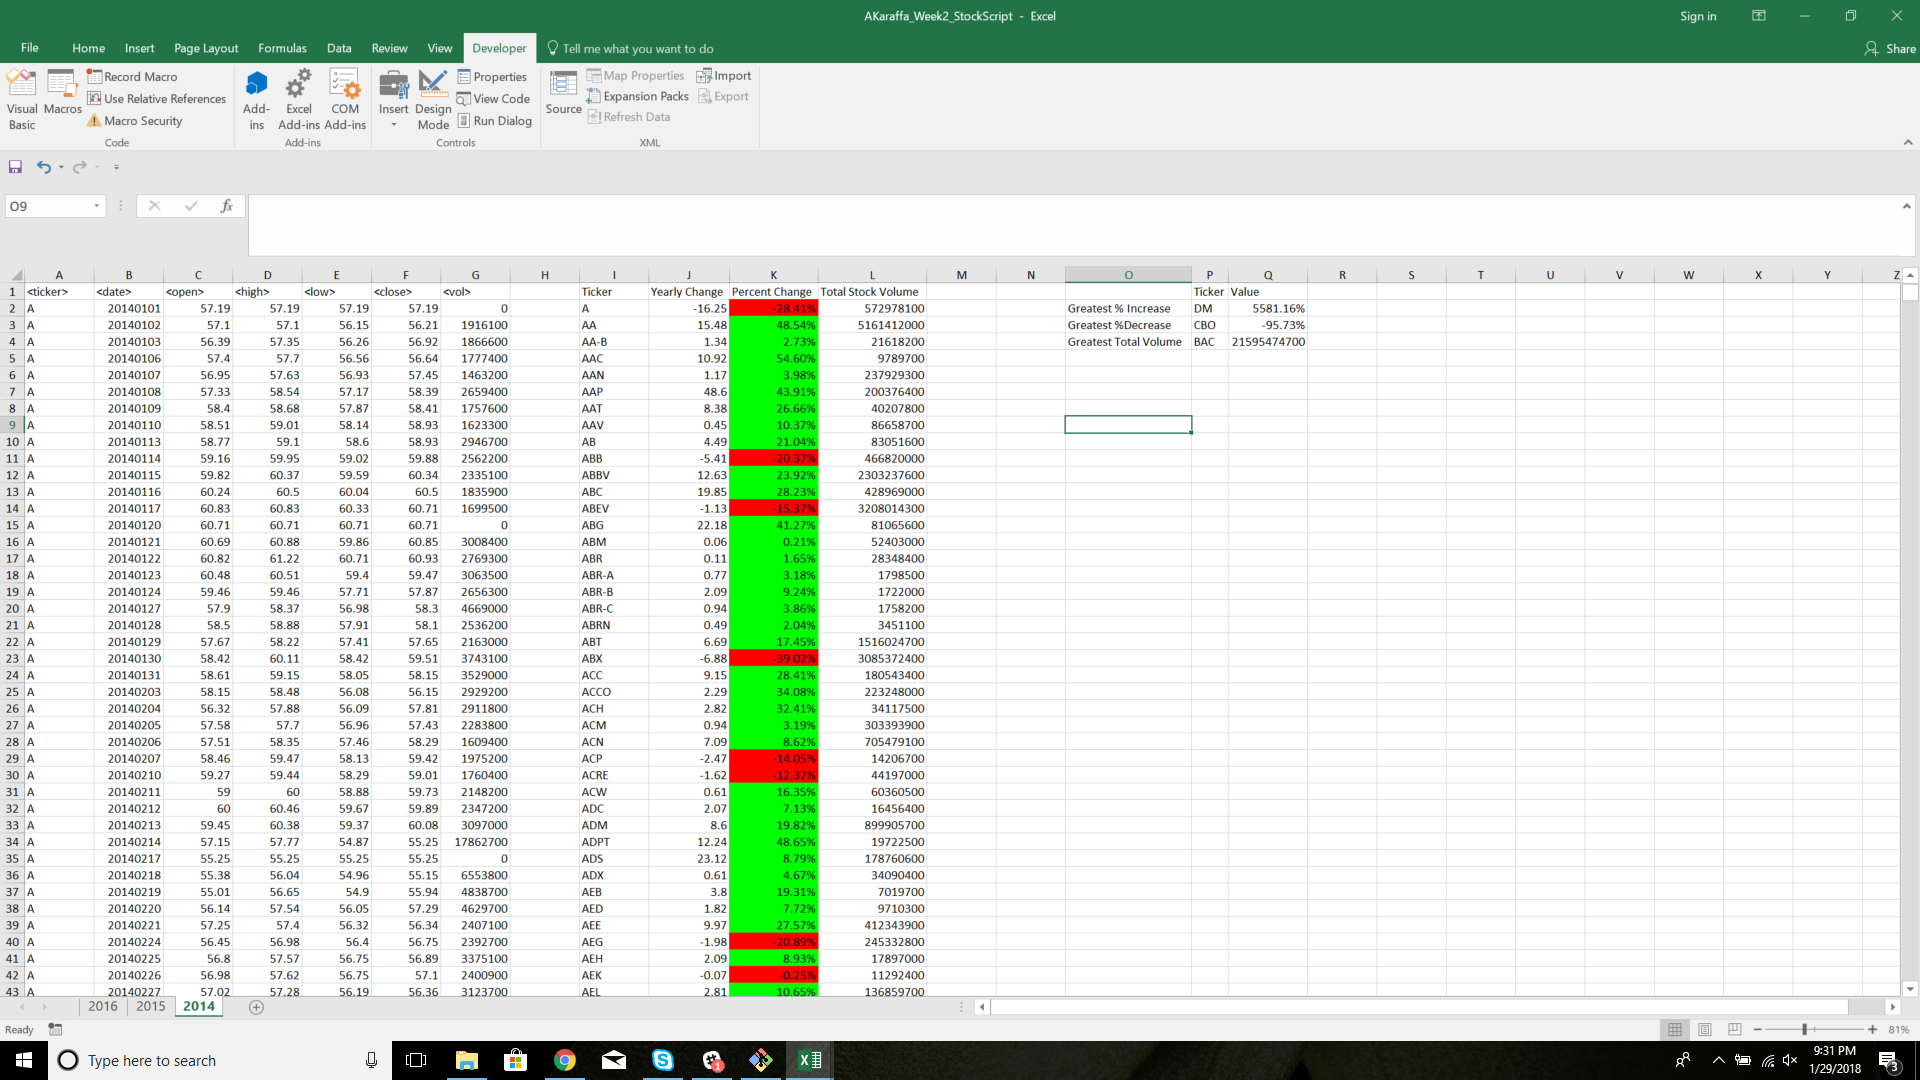 AKaraffa_Week2_StockScript - Excel
Sign in
File Home Insert Page Layout Formulas Data Review View Developer Tell me what you want to do
Share
Visual Basic
Macros
Record Macro
Use Relative References
Macro Security
Code
Add-ins
Excel Add-ins
COM Add-ins
Add-ins
Insert
Design Mode
Properties
View Code
Run Dialog
Controls
Source
Map Properties
Expansion Packs
Refresh Data
Import
Export
XML
O9
fx
A B C D E F G H I J K L M N O P Q R S T U V W X Y Z
1 <ticker> <date> <open> <high> <low> <close> <vol> Ticker Yearly Change Percent Change Total Stock Volume Ticker Value
2 A 20140101 57.19 57.19 57.19 57.19 0 A -16.25 -28.41% 572978100 Greatest % Increase DM 5581.16%
3 A 20140102 57.1 57.1 56.15 56.21 1916100 AA 15.48 48.54% 5161412000 Greatest %Decrease CBO -95.73%
4 A 20140103 56.39 57.35 56.26 56.92 1866600 AA-B 1.34 2.73% 21618200 Greatest Total Volume BAC 21595474700
5 A 20140106 57.4 57.7 56.56 56.64 1777400 AAC 10.92 54.60% 9789700
6 A 20140107 56.95 57.63 56.93 57.45 1463200 AAN 1.17 3.98% 237929300
7 A 20140108 57.33 58.54 57.17 58.39 2659400 AAP 48.6 43.91% 200376400
8 A 20140109 58.4 58.68 57.87 58.41 1757600 AAT 8.38 26.66% 40207800
9 A 20140110 58.51 59.01 58.14 58.93 1623300 AAV 0.45 10.37% 86658700
10 A 20140113 58.77 59.1 58.6 58.93 2946700 AB 4.49 21.04% 83051600
11 A 20140114 59.16 59.95 59.02 59.88 2562200 ABB -5.41 -20.37% 466820000
12 A 20140115 59.82 60.37 59.59 60.34 2335100 ABBV 12.63 23.92% 2303237600
13 A 20140116 60.24 60.5 60.04 60.5 1835900 ABC 19.85 28.23% 428969000
14 A 20140117 60.83 60.83 60.33 60.71 1699500 ABEV -1.13 -15.37% 3208014300
15 A 20140120 60.71 60.71 60.71 60.71 0 ABG 22.18 41.27% 81065600
16 A 20140121 60.69 60.88 59.86 60.85 3008400 ABM 0.06 0.21% 52403000
17 A 20140122 60.82 61.22 60.71 60.93 2769300 ABR 0.11 1.65% 28348400
18 A 20140123 60.48 60.51 59.4 59.47 3063500 ABR-A 0.77 3.18% 1798500
19 A 20140124 59.46 59.46 57.71 57.87 2656300 ABR-B 2.09 9.24% 1722000
20 A 20140127 57.9 58.37 56.98 58.3 4669000 ABR-C 0.94 3.86% 1758200
21 A 20140128 58.5 58.88 57.91 58.1 2536200 ABRN 0.49 2.04% 3451100
22 A 20140129 57.67 58.22 57.41 57.65 2163000 ABT 6.69 17.45% 1516024700
23 A 20140130 58.42 60.11 58.42 59.51 3743100 ABX -6.88 -39.02% 3085372400
24 A 20140131 58.61 59.15 58.05 58.15 3529000 ACC 9.15 28.41% 180543400
25 A 20140203 58.15 58.48 56.08 56.15 2929200 ACCO 2.29 34.08% 223248000
26 A 20140204 56.32 57.88 56.09 57.81 2911800 ACH 2.82 32.41% 34117500
27 A 20140205 57.58 57.7 56.96 57.43 2283800 ACM 0.94 3.19% 303393900
28 A 20140206 57.51 58.35 57.46 58.29 1609400 ACN 7.09 8.62% 705479100
29 A 20140207 58.46 59.47 58.13 59.42 1975200 ACP -2.47 -14.05% 14206700
30 A 20140210 59.27 59.44 58.29 59.01 1760400 ACRE -1.62 -12.37% 44197000
31 A 20140211 59 60 58.88 59.73 2148200 ACW 0.61 16.35% 60360500
32 A 20140212 60 60.46 59.67 59.89 2347200 ADC 2.07 7.13% 16456400
33 A 20140213 59.45 60.38 59.37 60.08 3097000 ADM 8.6 19.82% 899905700
34 A 20140214 57.15 57.77 54.87 55.25 17862700 ADPT 12.24 48.65% 19722500
35 A 20140217 55.25 55.25 55.25 55.25 0 ADS 23.12 8.79% 178760600
36 A 20140218 55.38 56.04 54.96 55.15 6553800 ADX 0.61 4.67% 34090400
37 A 20140219 55.01 56.65 54.9 55.94 4838700 AEB 3.8 19.31% 7019700
38 A 20140220 56.14 57.54 56.05 57.29 4629700 AED 1.82 7.72% 9710300
39 A 20140221 57.25 57.4 56.32 56.34 2407100 AEE 9.97 27.57% 412343900
40 A 20140224 56.45 56.98 56.4 56.75 2392700 AEG -1.98 -20.89% 245332800
41 A 20140225 56.8 57.57 56.75 56.89 3375100 AEH 2.09 8.93% 17897000
42 A 20140226 56.98 57.62 56.75 57.1 2400900 AEK -0.07 -0.25% 11292400
43 A 20140227 57.02 57.28 56.19 56.36 3123700 AEL 2.81 10.65% 136859700
2016 2015 2014
Ready
81%
Type here to search
1
9:31 PM
1/29/2018
3